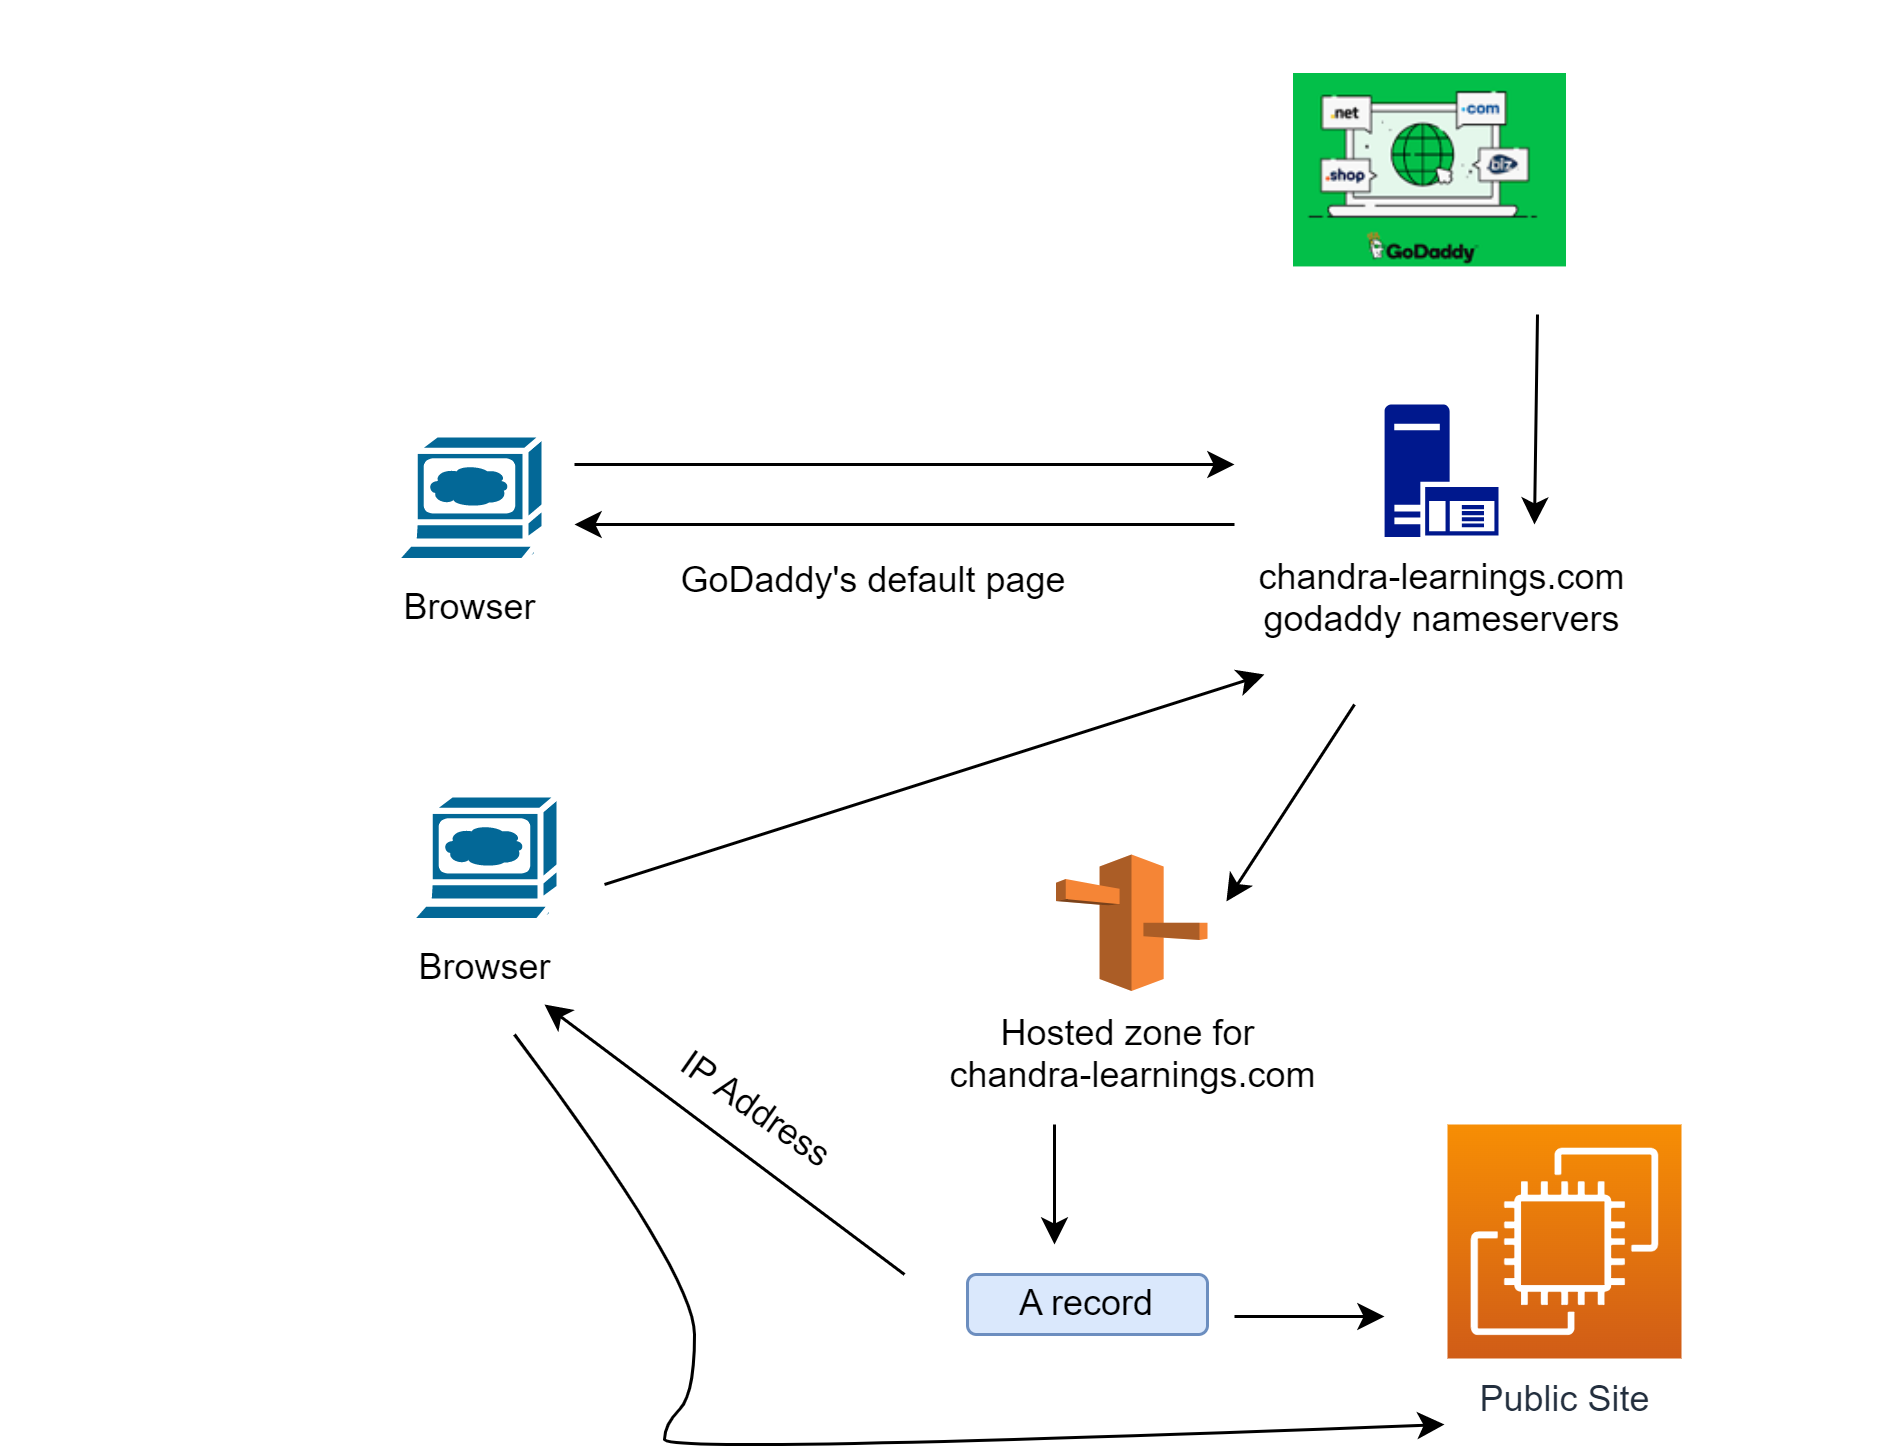 .net
.com
.shop
biz
GoDaddy
GoDaddy's default page
Browser
chandra-learnings.com
godaddy nameservers
Browser
IP Address
Hosted zone for
chandra-learnings.com
A record
Public Site